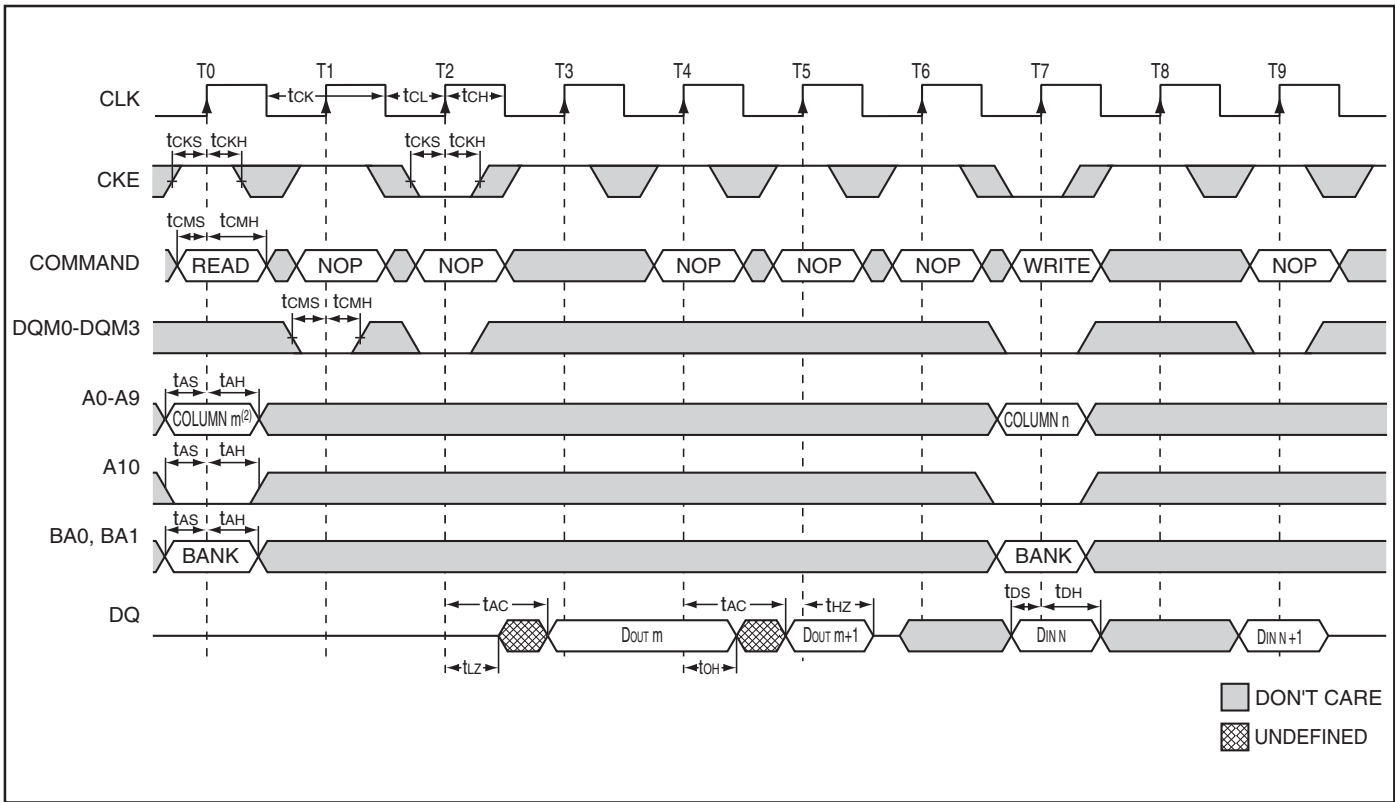 T0 T1 T2 T3 T4 T5 T6 T7 T8 T9
CLK tCK tCL tCH
tCKS tCKH tCKS tCKH
CKE
tCMS tCMH
COMMAND READ NOP NOP NOP NOP NOP WRITE NOP
tCMS tCMH
DQM0-DQM3
tAS tAH
A0-A9 COLUMN m(2) COLUMN n
tAS tAH
A10
tAS tAH
BA0, BA1 BANK BANK
tAC tAC tHZ tDS tDH
DQ DOUT m DOUT m+1 DIN N DIN N+1
tLZ tOH
DON'T CARE
UNDEFINED